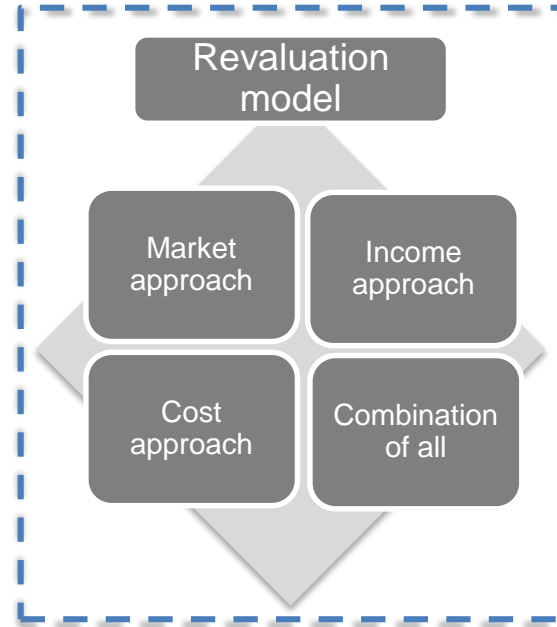 Revaluation
model
Market
approach
Income
approach
Cost
approach
Combination
of all